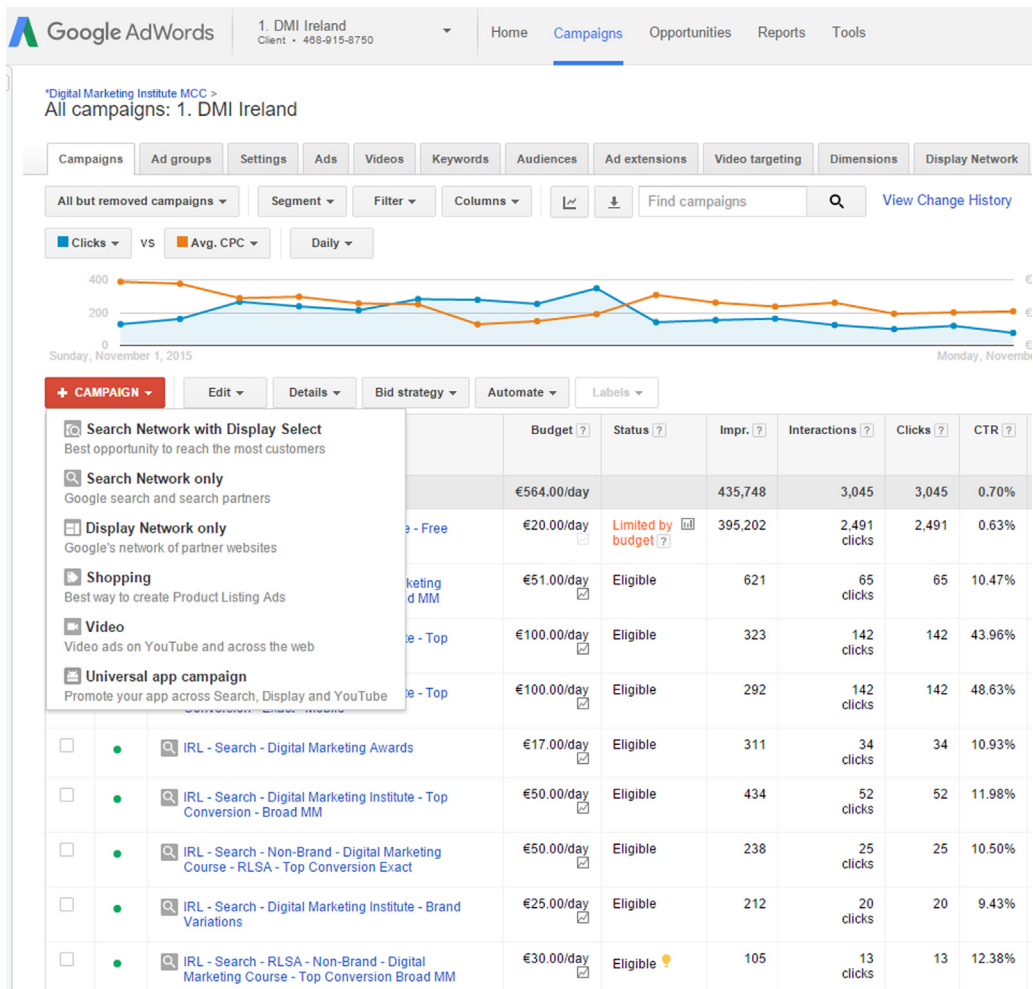 Google AdWords
1. DMI Ireland
Client • 468-915-8750
Home Campaigns Opportunities Reports Tools
*Digital Marketing Institute MCC >
All campaigns: 1. DMI Ireland
Campaigns Ad groups Settings Ads Videos Keywords Audiences Ad extensions Video targeting Dimensions Display Network
All but removed campaigns Segment Filter Columns Find campaigns View Change History
Clicks VS Avg. CPC Daily
400 €
200 €
0 €
Sunday, November 1, 2015 Monday, Novembe
+ CAMPAIGN Edit Details Bid strategy Automate Labels
Search Network with Display Select
Best opportunity to reach the most customers
Search Network only
Google search and search partners
Display Network only
Google's network of partner websites
Shopping
Best way to create Product Listing Ads
Video
Video ads on YouTube and across the web
Universal app campaign
Promote your app across Search, Display and YouTube
Budget ? Status ? Impr. ? Interactions ? Clicks ? CTR ?
€564.00/day 435,748 3,045 3,045 0.70%
e - Free €20.00/day Limited by 395,202 2,491 2,491 0.63%
budget ? clicks
keting €51.00/day Eligible 621 65 65 10.47%
d MM clicks
te - Top €100.00/day Eligible 323 142 142 43.96%
clicks
te - Top €100.00/day Eligible 292 142 142 48.63%
Conversion - Exact - Mobile clicks
IRL - Search - Digital Marketing Awards €17.00/day Eligible 311 34 34 10.93%
clicks
IRL - Search - Digital Marketing Institute - Top €50.00/day Eligible 434 52 52 11.98%
Conversion - Broad MM clicks
IRL - Search - Non-Brand - Digital Marketing €50.00/day Eligible 238 25 25 10.50%
Course - RLSA - Top Conversion Exact clicks
IRL - Search - Digital Marketing Institute - Brand €25.00/day Eligible 212 20 20 9.43%
Variations clicks
IRL - Search - RLSA - Non-Brand - Digital €30.00/day Eligible 105 13 13 12.38%
Marketing Course - Top Conversion Broad MM clicks